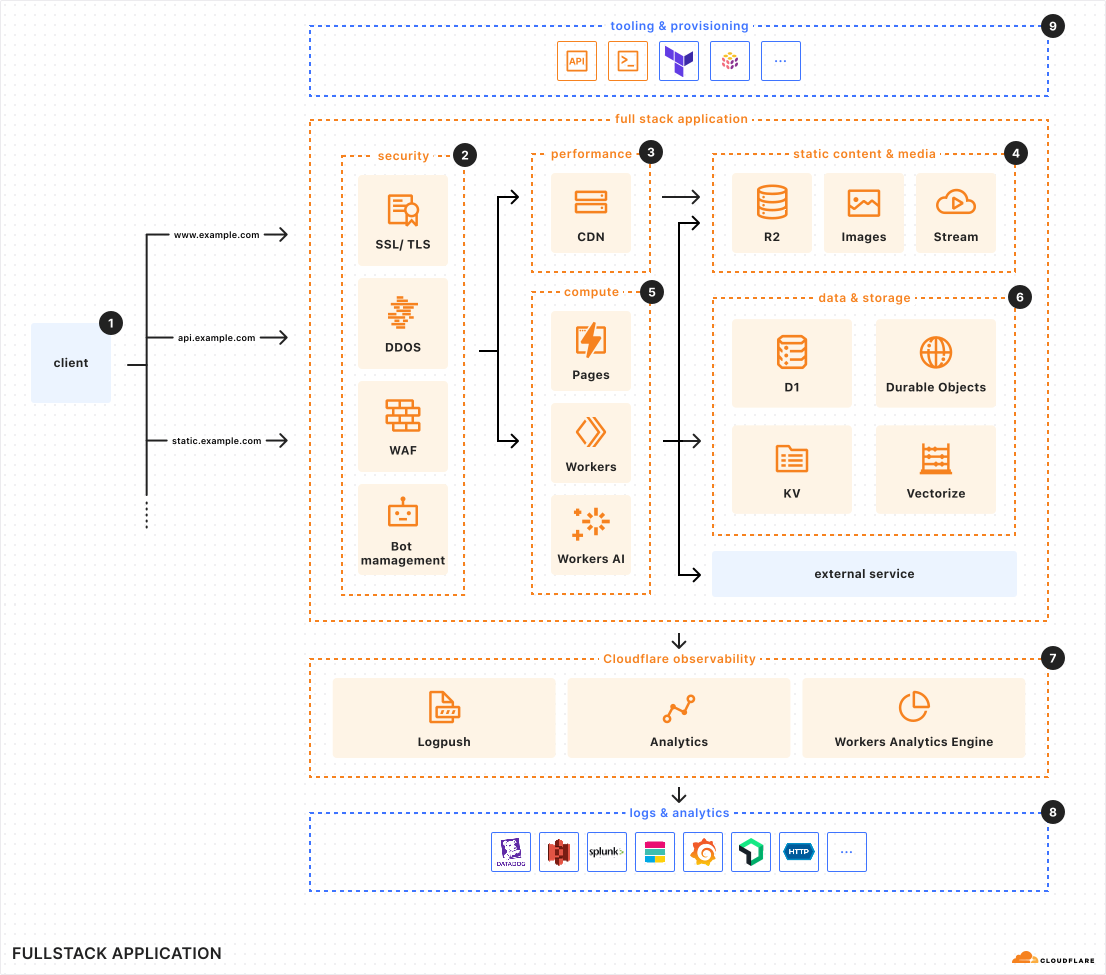 tooling & provisioning
9
API
...
full stack application
security
2
SSL/ TLS
DDOS
WAF
Bot
mamagement
performance
3
CDN
static content & media
4
R2
Images
Stream
1
client
www.example.com
api.example.com
static.example.com
compute
5
Pages
Workers
Workers AI
data & storage
6
D1
Durable Objects
KV
Vectorize
external service
Cloudflare observability
7
Logpush
Analytics
Workers Analytics Engine
logs & analytics
8
DATADOG
splunk>
HTTP
...
FULLSTACK APPLICATION
CLOUDFLARE